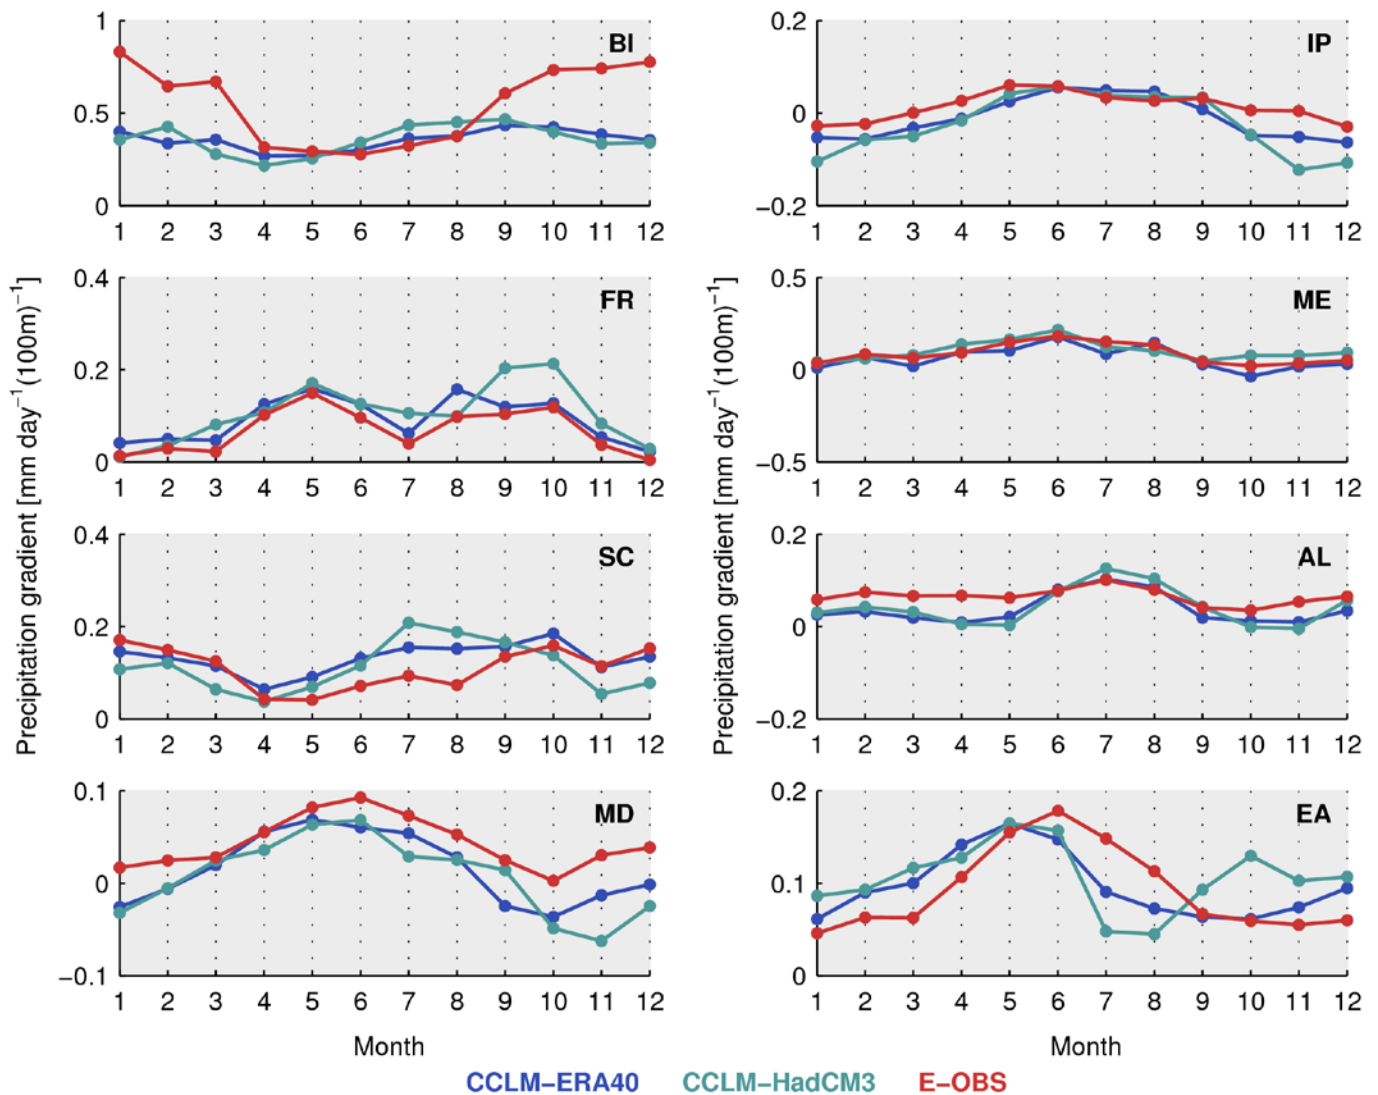 BI
1
0.5
0
1 2 3 4 5 6 7 8 9 10 11 12
IP
0.2
0
−0.2
1 2 3 4 5 6 7 8 9 10 11 12
FR
0.4
0.2
0
1 2 3 4 5 6 7 8 9 10 11 12
ME
0.5
0
−0.5
1 2 3 4 5 6 7 8 9 10 11 12
SC
0.4
0.2
0
1 2 3 4 5 6 7 8 9 10 11 12
AL
0.2
0
−0.2
1 2 3 4 5 6 7 8 9 10 11 12
MD
0.1
0
−0.1
1 2 3 4 5 6 7 8 9 10 11 12
EA
0.2
0.1
0
1 2 3 4 5 6 7 8 9 10 11 12
Precipitation gradient [mm day⁻¹ (100m)⁻¹]
Precipitation gradient [mm day⁻¹ (100m)⁻¹]
Month
Month
CCLM−ERA40 CCLM−HadCM3 E−OBS